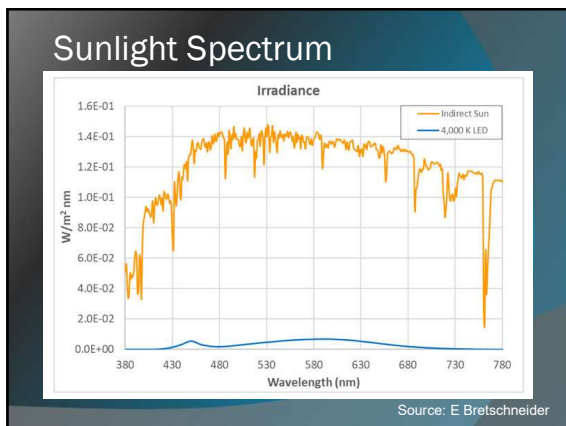 Sunlight Spectrum
Irradiance
Indirect Sun
4,000 K LED
1.6E-01
1.4E-01
1.2E-01
1.0E-01
8.0E-02
6.0E-02
4.0E-02
2.0E-02
0.0E+00
W/m² nm
380 430 480 530 580 630 680 730 780
Wavelength (nm)
Source: E Bretschneider